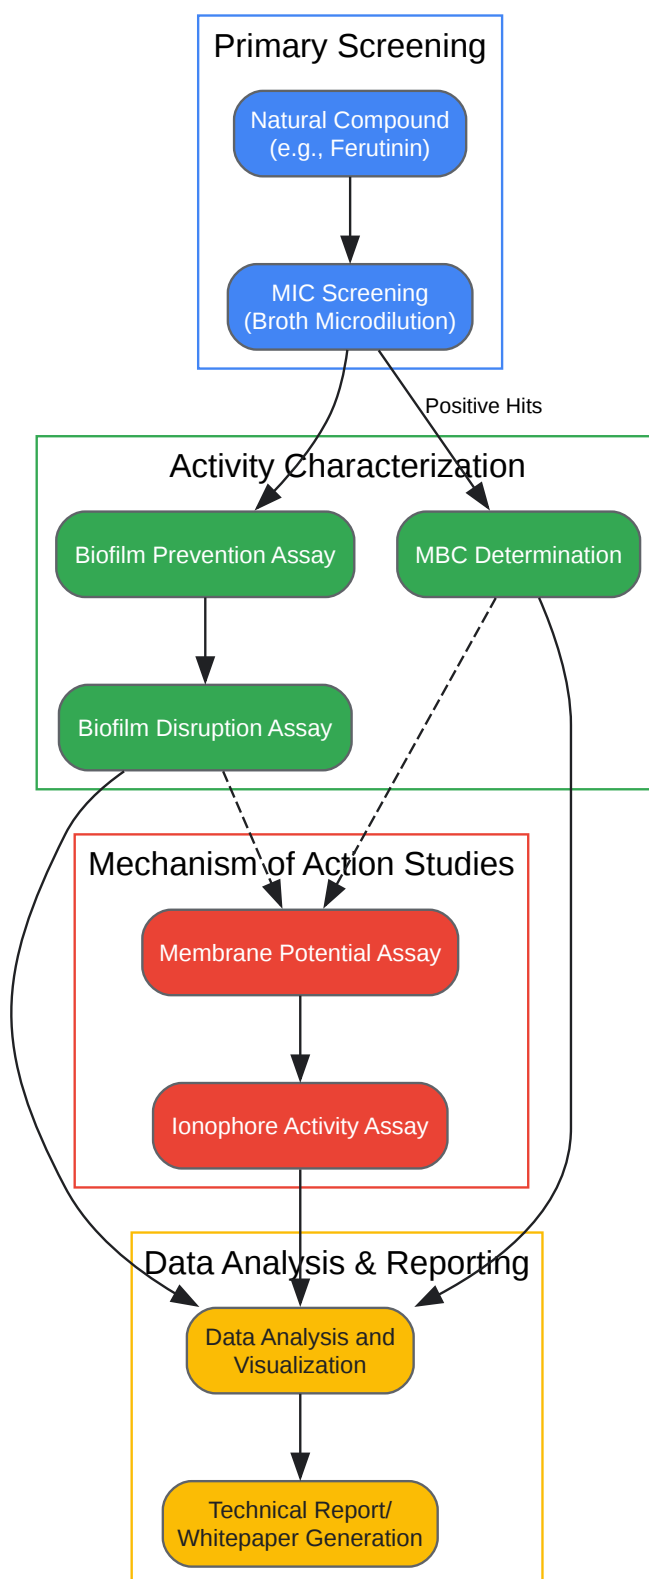 Primary Screening
Natural Compound
(e.g., Ferutinin)
MIC Screening
(Broth Microdilution)
Positive Hits
Activity Characterization
Biofilm Prevention Assay
MBC Determination
Biofilm Disruption Assay
Mechanism of Action Studies
Membrane Potential Assay
Ionophore Activity Assay
Data Analysis & Reporting
Data Analysis and
Visualization
Technical Report/
Whitepaper Generation